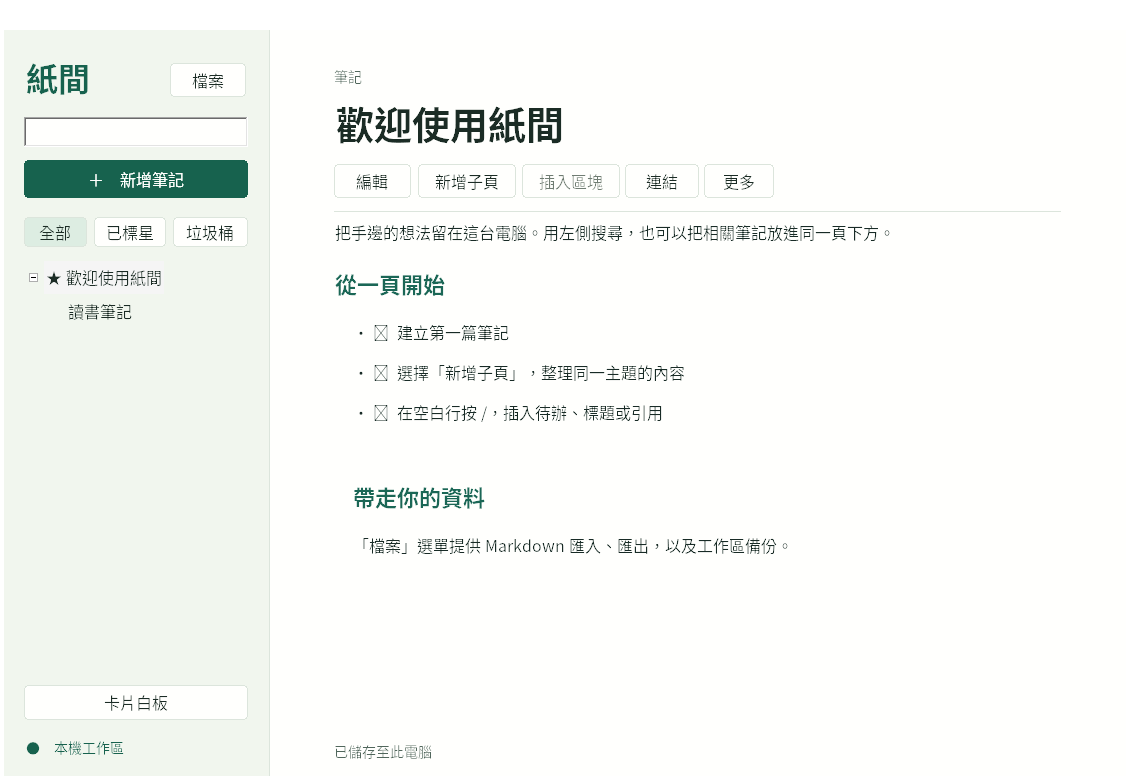 紙間
檔案
＋ 新增筆記
全部
已標星
垃圾桶
★ 歡迎使用紙間
讀書筆記
卡片白板
本機工作區
筆記
歡迎使用紙間
編輯
新增子頁
插入區塊
連結
更多
把手邊的想法留在這台電腦。用左側搜尋，也可以把相關筆記放進同一頁下方。
從一頁開始
• 建立第一篇筆記
• 選擇「新增子頁」，整理同一主題的內容
• 在空白行按 /，插入待辦、標題或引用
帶走你的資料
「檔案」選單提供 Markdown 匯入、匯出，以及工作區備份。
已儲存至此電腦